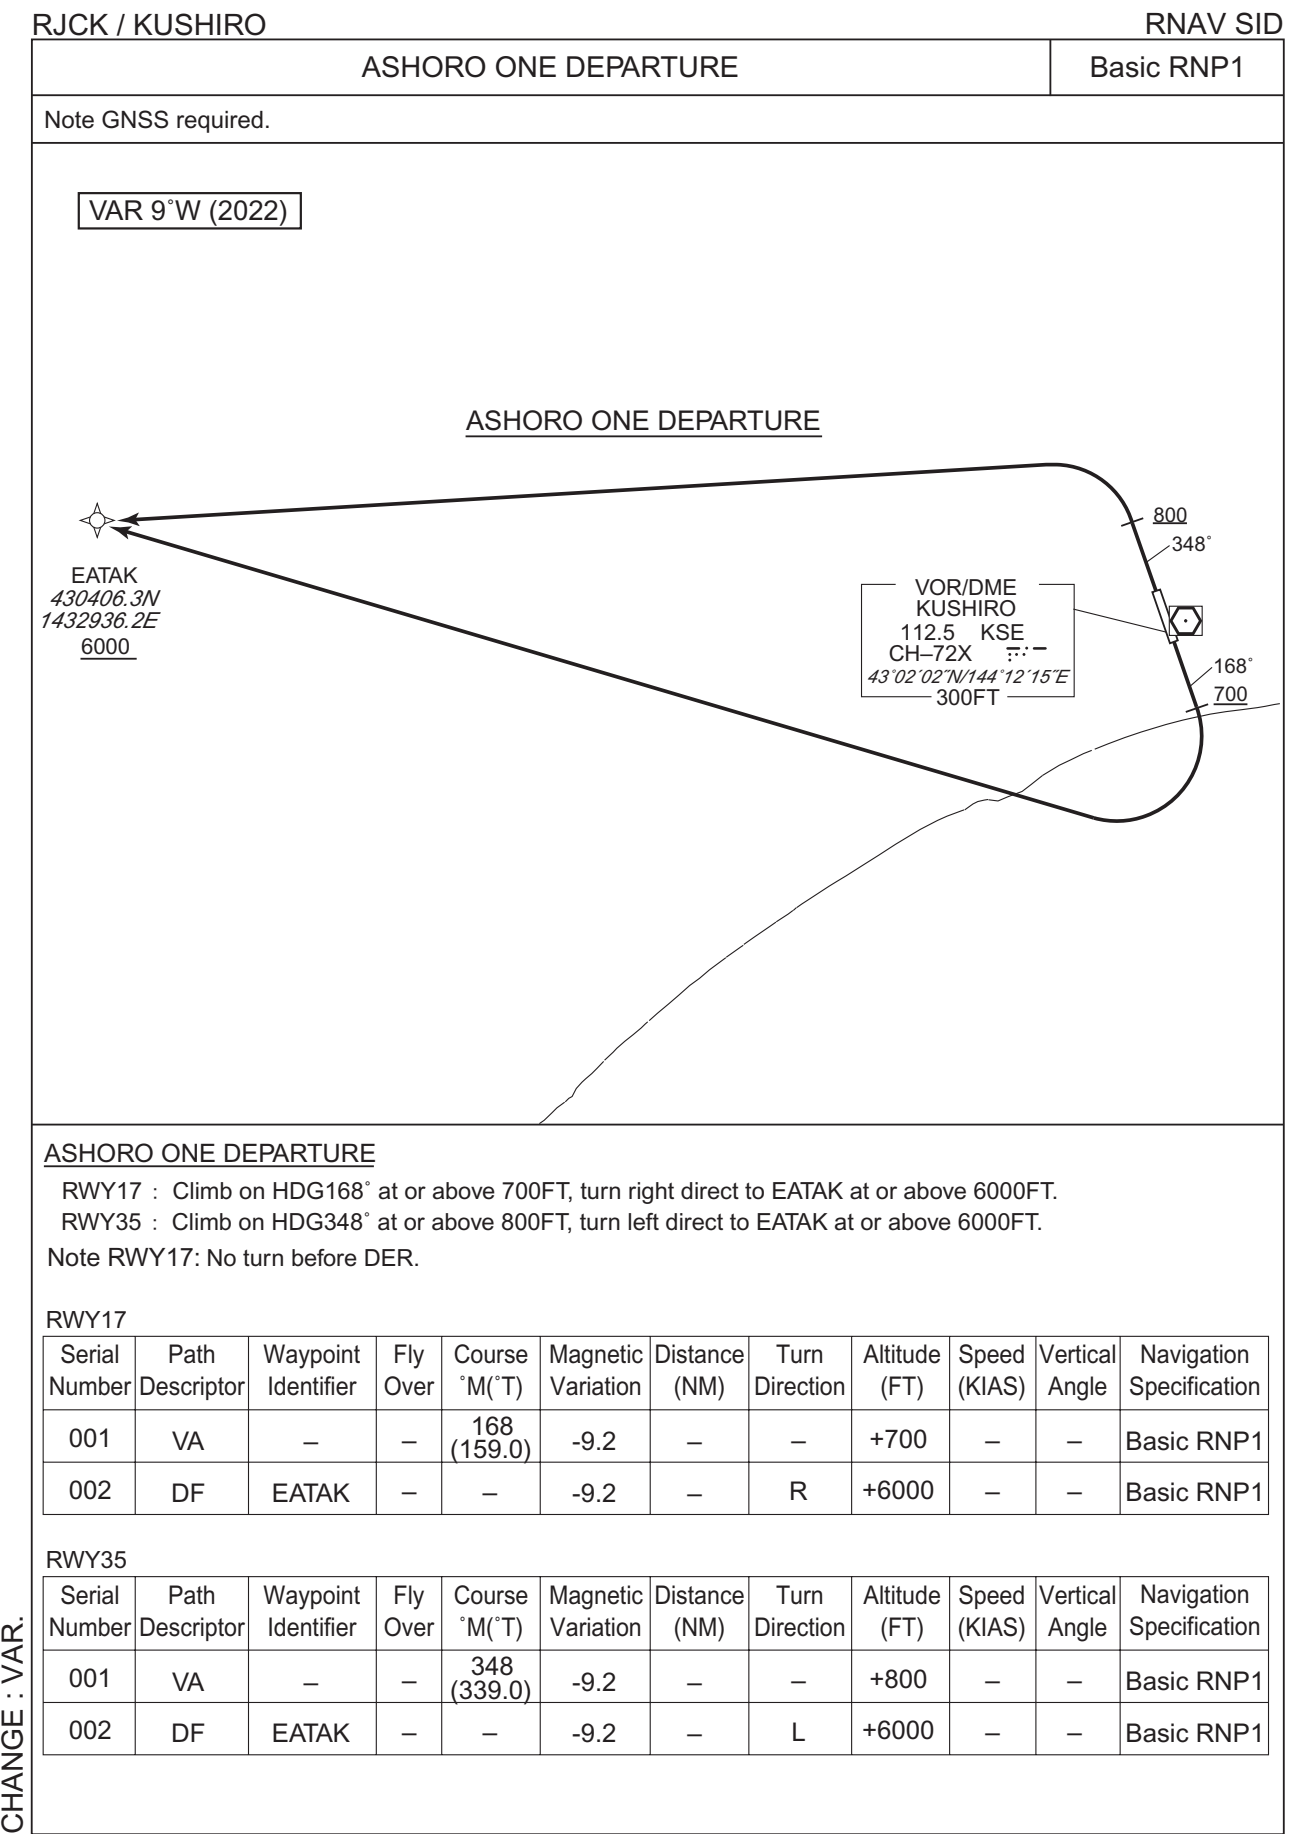 RJCK / KUSHIRO RNAV SID
ASHORO ONE DEPARTURE Basic RNP1
Note GNSS required.
VAR 9˚W (2022)
ASHORO ONE DEPARTURE
800
348˚
EATAK
430406.3N
1432936.2E
6000
VOR/DME
KUSHIRO
112.5 KSE
CH–72X
43˚02´02˝N/144˚12´15˝E
300FT
168˚
700
ASHORO ONE DEPARTURE
RWY17 : Climb on HDG168˚ at or above 700FT, turn right direct to EATAK at or above 6000FT.
RWY35 : Climb on HDG348˚ at or above 800FT, turn left direct to EATAK at or above 6000FT.
Note RWY17: No turn before DER.
RWY17
Serial Path Waypoint Fly Course Magnetic Distance Turn Altitude Speed Vertical Navigation
Number Descriptor Identifier Over ˚M(˚T) Variation (NM) Direction (FT) (KIAS) Angle Specification
001 VA – – 168 (159.0) -9.2 – – +700 – – Basic RNP1
002 DF EATAK – – -9.2 – R +6000 – – Basic RNP1
RWY35
Serial Path Waypoint Fly Course Magnetic Distance Turn Altitude Speed Vertical Navigation
Number Descriptor Identifier Over ˚M(˚T) Variation (NM) Direction (FT) (KIAS) Angle Specification
001 VA – – 348 (339.0) -9.2 – – +800 – – Basic RNP1
002 DF EATAK – – -9.2 – L +6000 – – Basic RNP1
CHANGE : VAR.